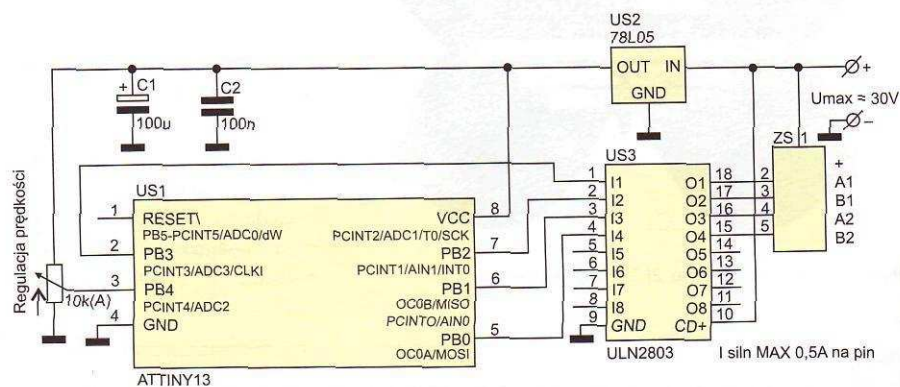 US2
78L05
OUT IN
GND
+
C1
100µ
C2
100n
+
Umax ≈ 30V
−
ZS 1
+
A1
B1
A2
B2
2
3
4
5
Regulacja prędkości
10k(A)
US1
1
RESET\
PB5-PCINT5/ADC0/dW
2
PB3
PCINT3/ADC3/CLKI
3
PB4
PCINT4/ADC2
4
GND
VCC
8
PCINT2/ADC1/T0/SCK
PB2
7
PCINT1/AIN1/INT0
PB1
6
OC0B/MISO
PCINTO/AIN0
PB0
5
OC0A/MOSI
ATTINY13
US3
1 I1 O1 18
2 I2 O2 17
3 I3 O3 16
4 I4 O4 15
5 I5 O5 14
6 I6 O6 13
7 I7 O7 12
8 I8 O8 11
9 GND CD+ 10
ULN2803
I siln MAX 0,5A na pin